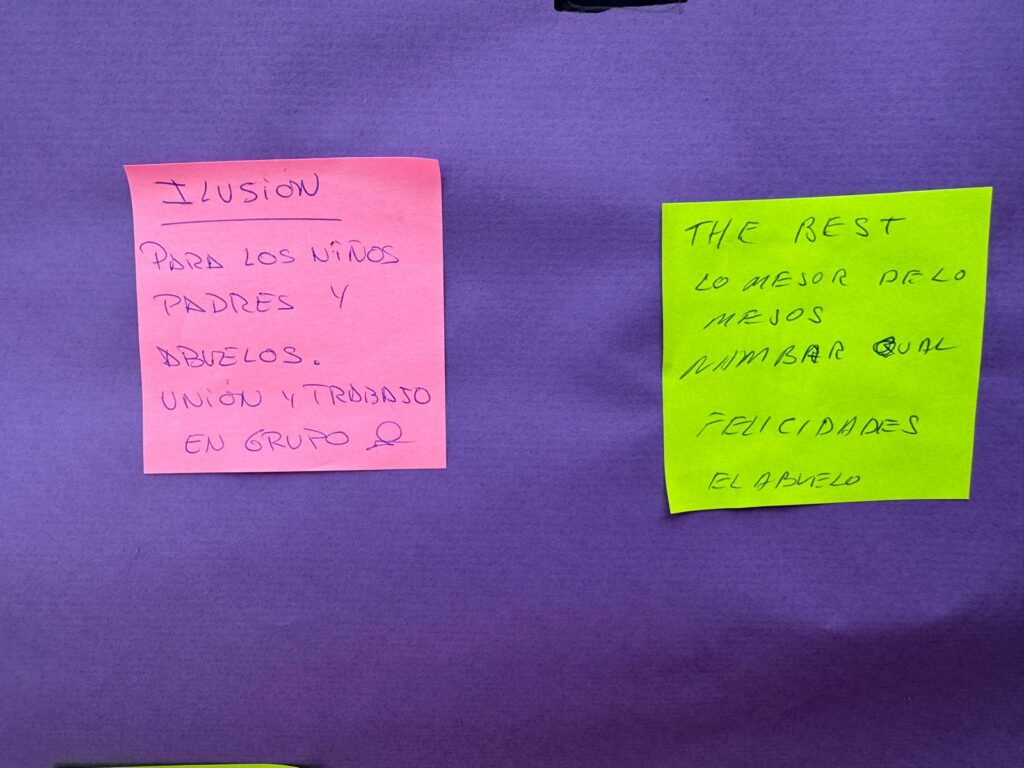 ILUSIÓN
PARA LOS NIÑOS
PADRES Y
ABUELOS.
UNIÓN Y TRABAJO
EN GRUPO
THE BEST
LO MEJOR DE LO
MEJOS
NUMBAR
FELICIDADES
EL ABUELO